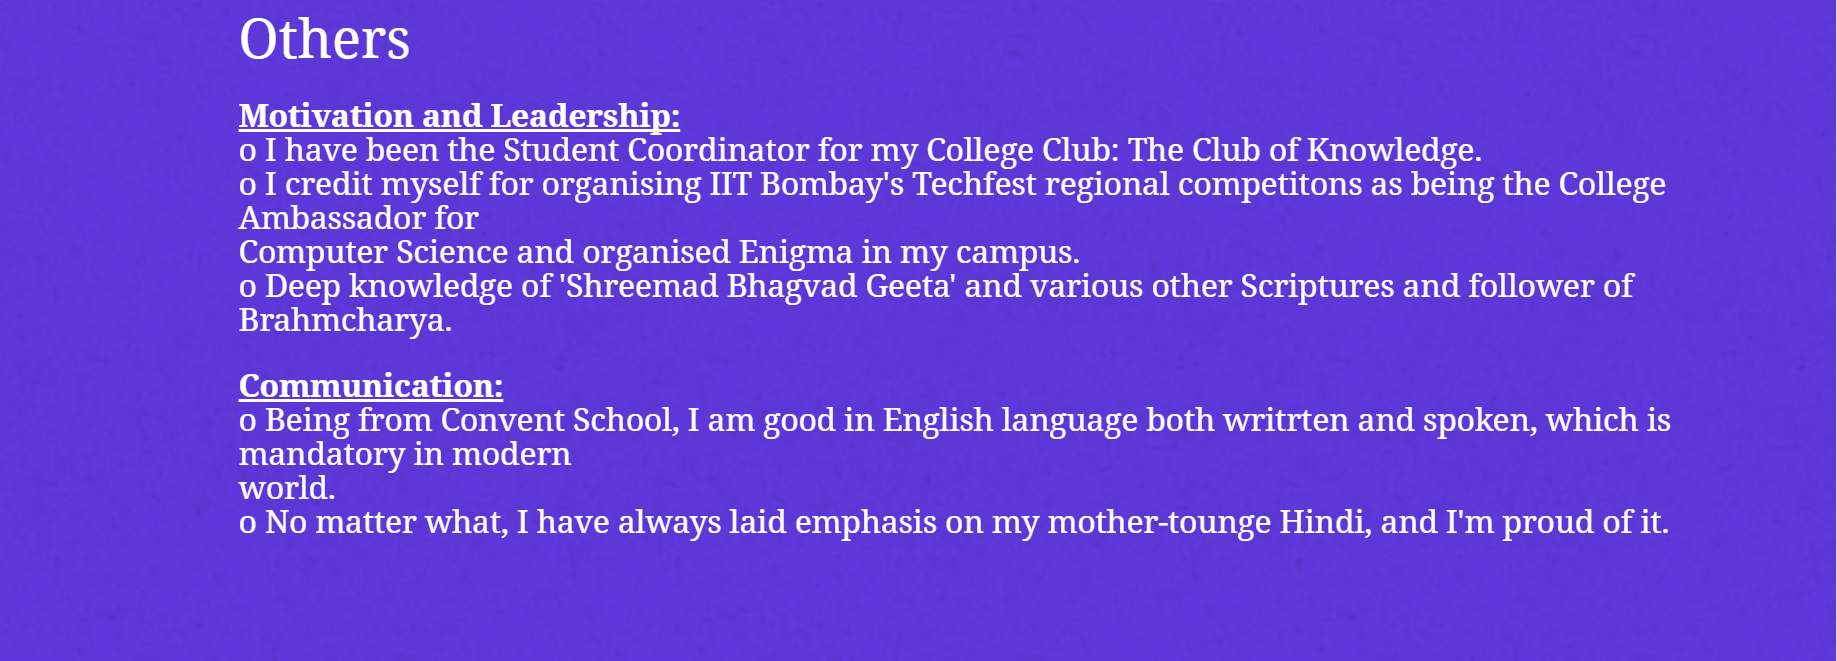 Others
Motivation and Leadership:
o I have been the Student Coordinator for my College Club: The Club of Knowledge.
o I credit myself for organising IIT Bombay's Techfest regional competitons as being the College
Ambassador for
Computer Science and organised Enigma in my campus.
o Deep knowledge of 'Shreemad Bhagvad Geeta' and various other Scriptures and follower of
Brahmcharya.
Communication:
o Being from Convent School, I am good in English language both writrten and spoken, which is
mandatory in modern
world.
o No matter what, I have always laid emphasis on my mother-tounge Hindi, and I'm proud of it.